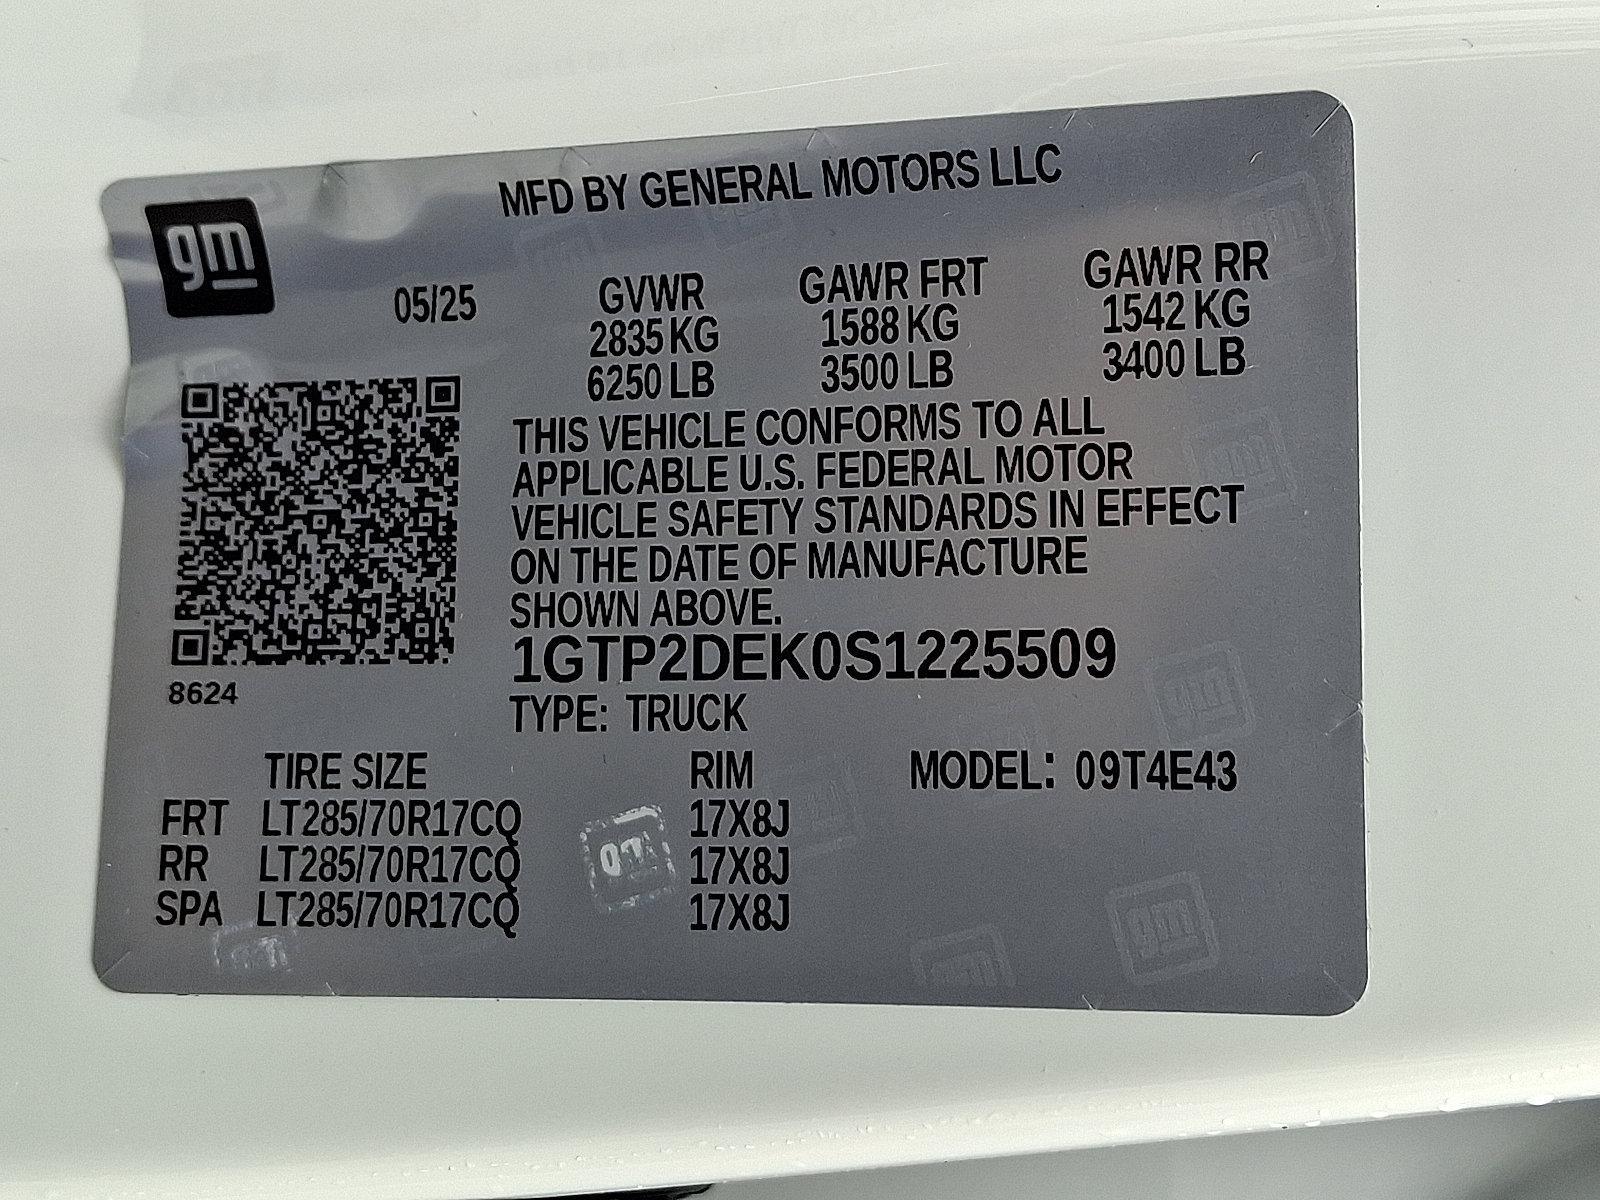 MFD BY GENERAL MOTORS LLC
gm
05/25
GVWR GAWR FRT GAWR RR
2835 KG 1588 KG 1542 KG
6250 LB 3500 LB 3400 LB
THIS VEHICLE CONFORMS TO ALL
APPLICABLE U.S. FEDERAL MOTOR
VEHICLE SAFETY STANDARDS IN EFFECT
ON THE DATE OF MANUFACTURE
SHOWN ABOVE.
1GTP2DEK0S1225509
8624
TYPE: TRUCK
TIRE SIZE RIM MODEL: 09T4E43
FRT LT285/70R17CQ 17X8J
RR LT285/70R17CQ 17X8J
SPA LT285/70R17CQ 17X8J